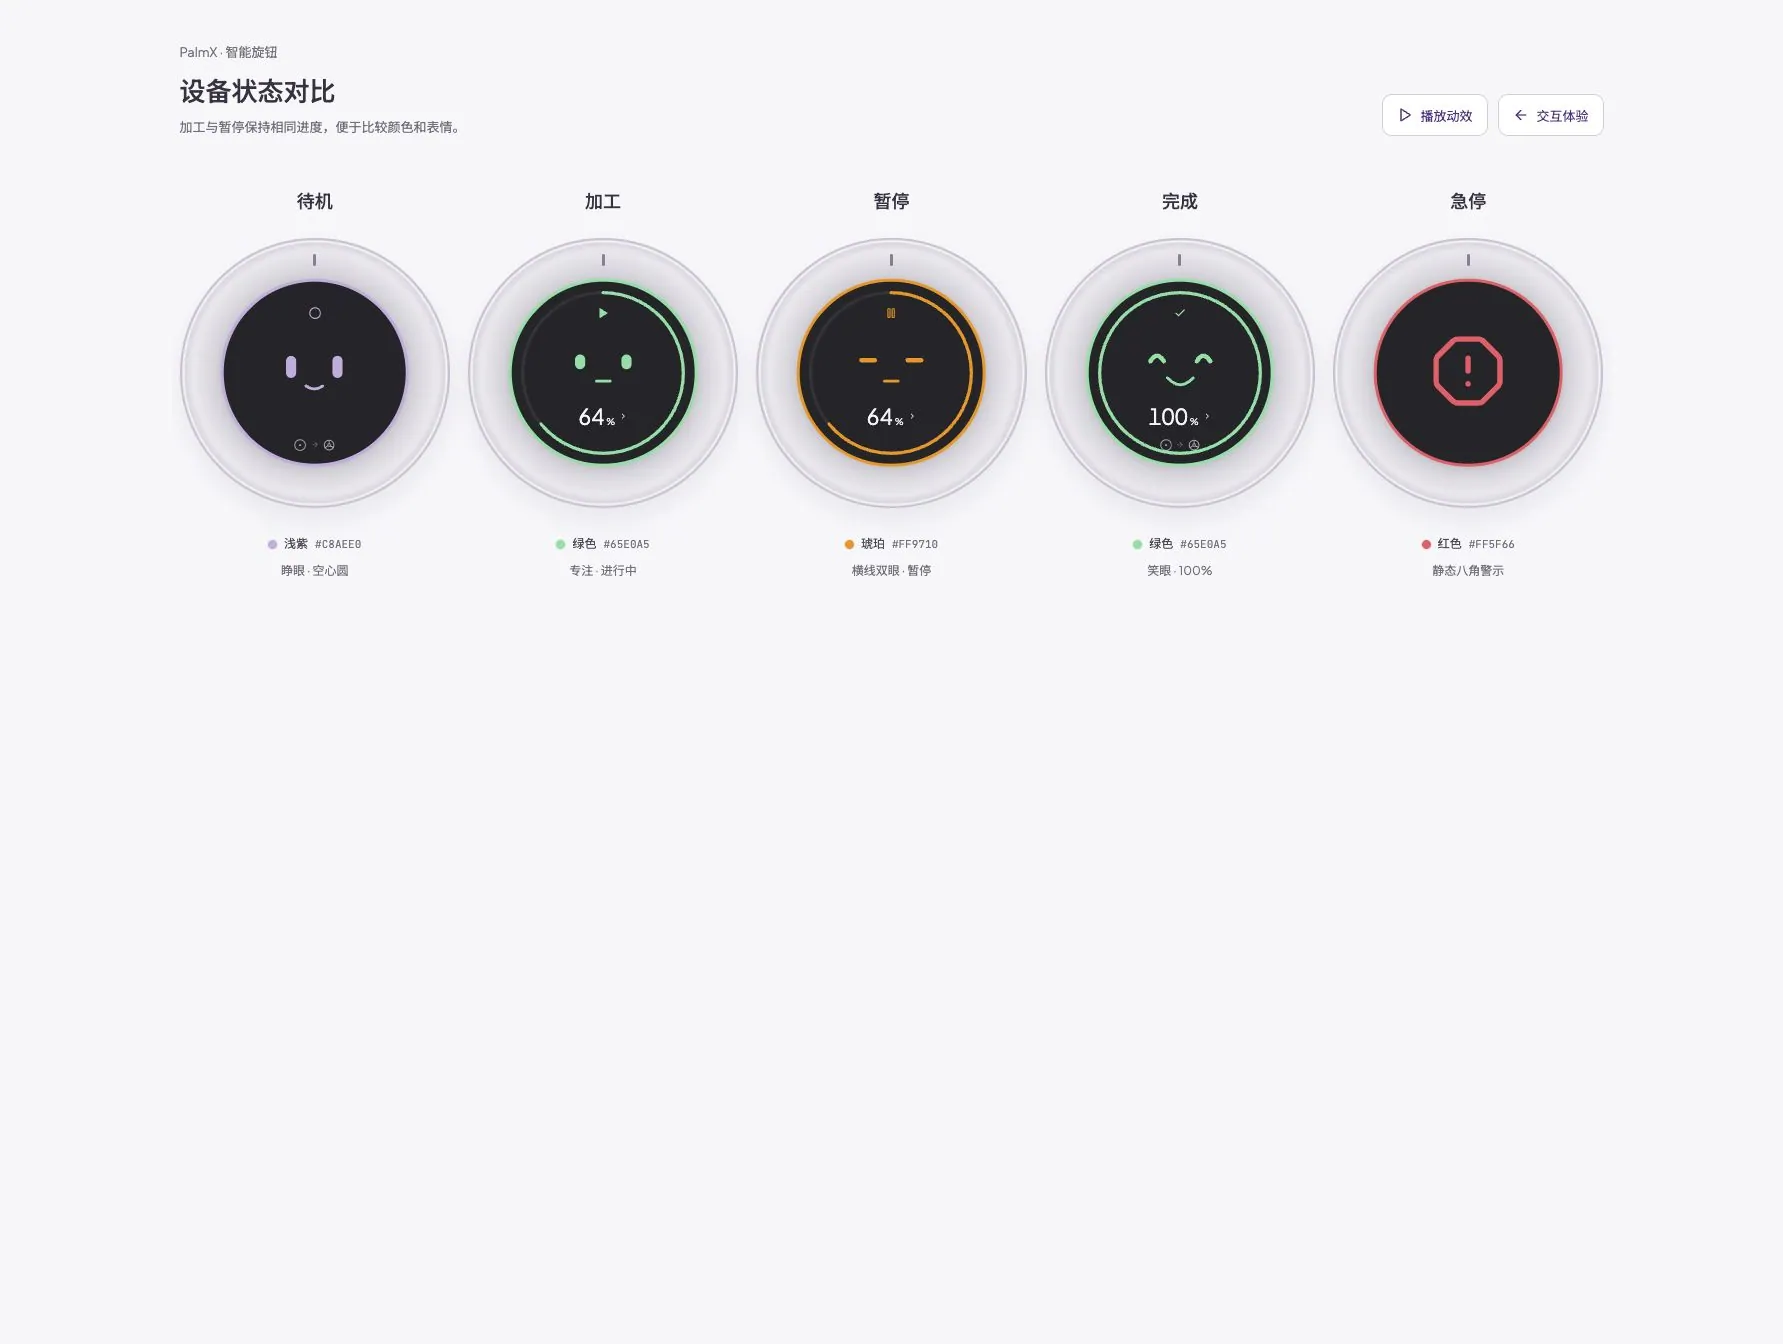 PalmX · 智能旋钮
设备状态对比
加工与暂停保持相同进度，便于比较颜色和表情。
播放动效
交互体验
待机
加工
暂停
完成
急停
64%
64%
100%
浅紫 #C8AEE0
绿色 #65E0A5
琥珀 #FF9710
绿色 #65E0A5
红色 #FF5F66
睁眼 · 空心圆
专注 · 进行中
横线双眼 · 暂停
笑眼 · 100%
静态八角警示